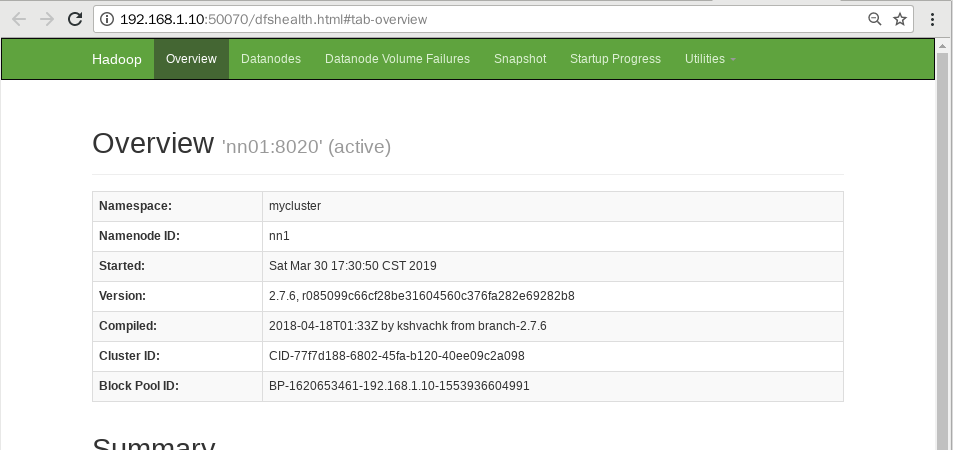 192.168.1.10:50070/dfshealth.html#tab-overview
Hadoop Overview Datanodes Datanode Volume Failures Snapshot Startup Progress Utilities
Overview 'nn01:8020' (active)
Namespace: mycluster
Namenode ID: nn1
Started: Sat Mar 30 17:30:50 CST 2019
Version: 2.7.6, r085099c66cf28be31604560c376fa282e69282b8
Compiled: 2018-04-18T01:33Z by kshvachk from branch-2.7.6
Cluster ID: CID-77f7d188-6802-45fa-b120-40ee09c2a098
Block Pool ID: BP-1620653461-192.168.1.10-1553936604991
Summary